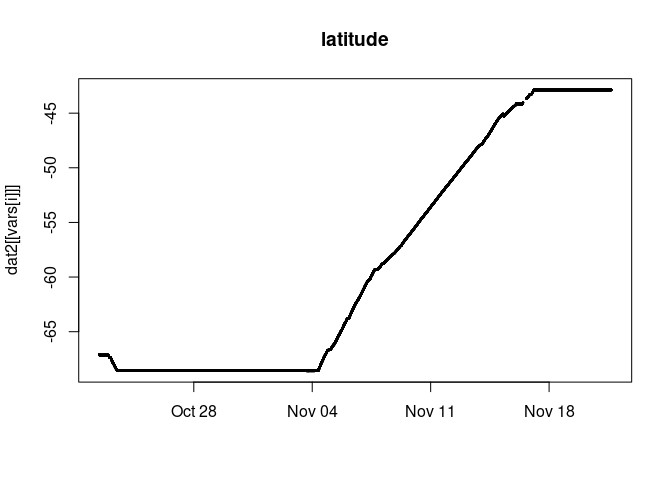 latitude
dat2[[vars[i]]]
-45
-50
-55
-60
-65
Oct 28
Nov 04
Nov 11
Nov 18